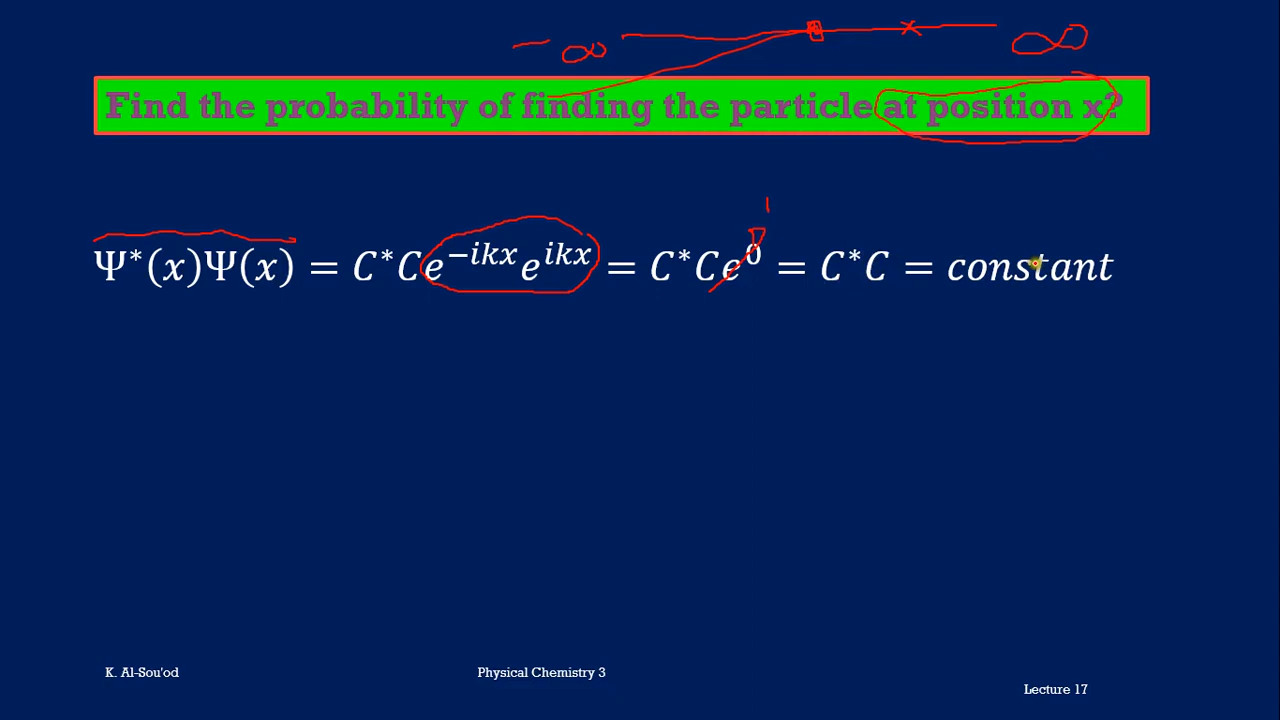 − ∞ ∞
Find the probability of finding the particle at position x?
1
Ψ*(x)Ψ(x) = C*Ce^{−ikx}e^{ikx} = C*Ce^0 = C*C = constant
K. Al-Sou'od Physical Chemistry 3
Lecture 17